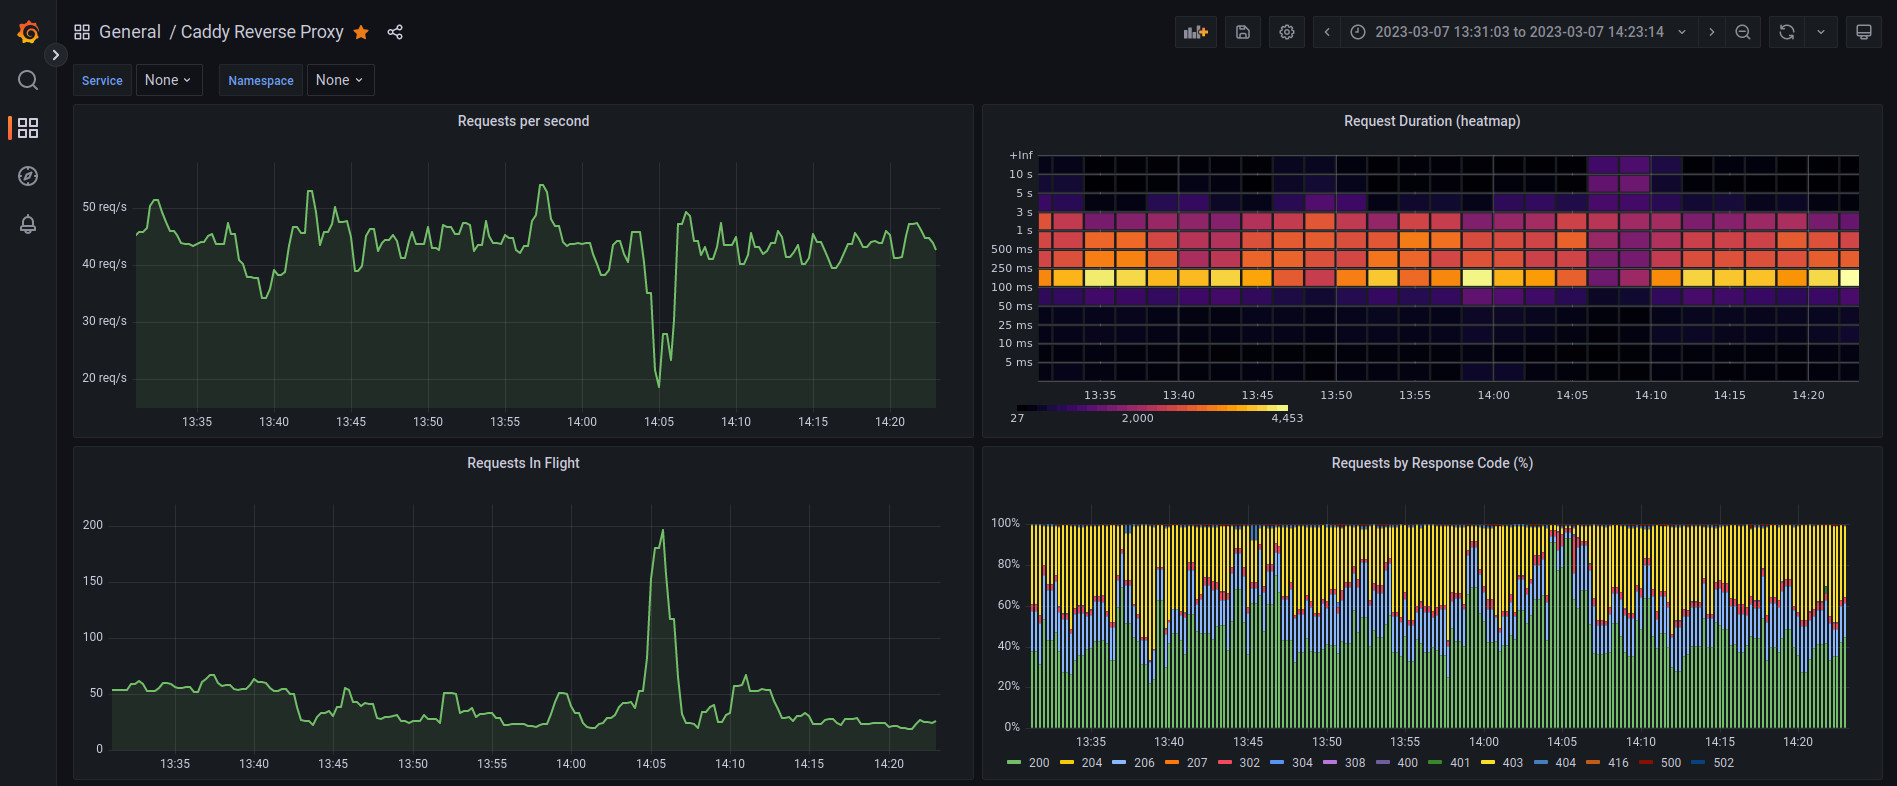 General / Caddy Reverse Proxy
2023-03-07 13:31:03 to 2023-03-07 14:23:14
Service None Namespace None
Requests per second
50 req/s
40 req/s
30 req/s
20 req/s
13:35 13:40 13:45 13:50 13:55 14:00 14:05 14:10 14:15 14:20
Request Duration (heatmap)
+Inf
10 s
5 s
3 s
1 s
500 ms
250 ms
100 ms
50 ms
25 ms
10 ms
5 ms
13:35 13:40 13:45 13:50 13:55 14:00 14:05 14:10 14:15 14:20
27 2,000 4,453
Requests In Flight
200
150
100
50
0
13:35 13:40 13:45 13:50 13:55 14:00 14:05 14:10 14:15 14:20
Requests by Response Code (%)
100%
80%
60%
40%
20%
0%
13:35 13:40 13:45 13:50 13:55 14:00 14:05 14:10 14:15 14:20
200 204 206 207 302 304 308 400 401 403 404 416 500 502